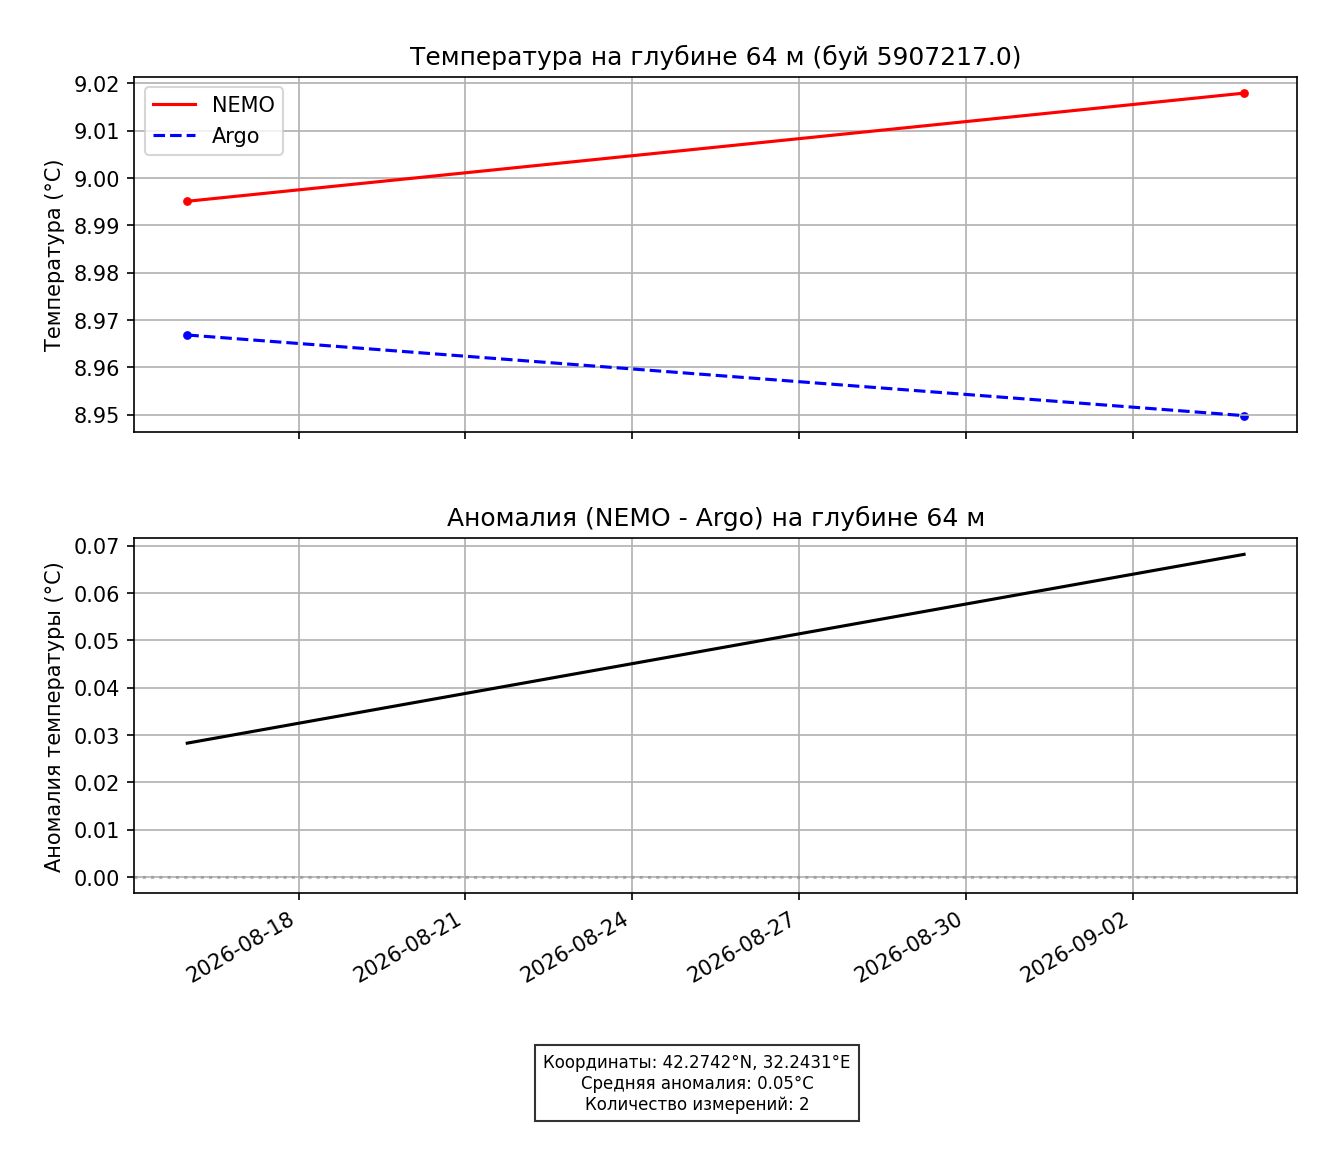 Температура на глубине 64 м (буй 5907217.0)
9.02
9.01
9.00
8.99
8.98
8.97
8.96
8.95
Температура (°C)
NEMO
Argo
Аномалия (NEMO - Argo) на глубине 64 м
0.07
0.06
0.05
0.04
0.03
0.02
0.01
0.00
Аномалия температуры (°C)
2026-08-18
2026-08-21
2026-08-24
2026-08-27
2026-08-30
2026-09-02
Координаты: 42.2742°N, 32.2431°E
Средняя аномалия: 0.05°C
Количество измерений: 2